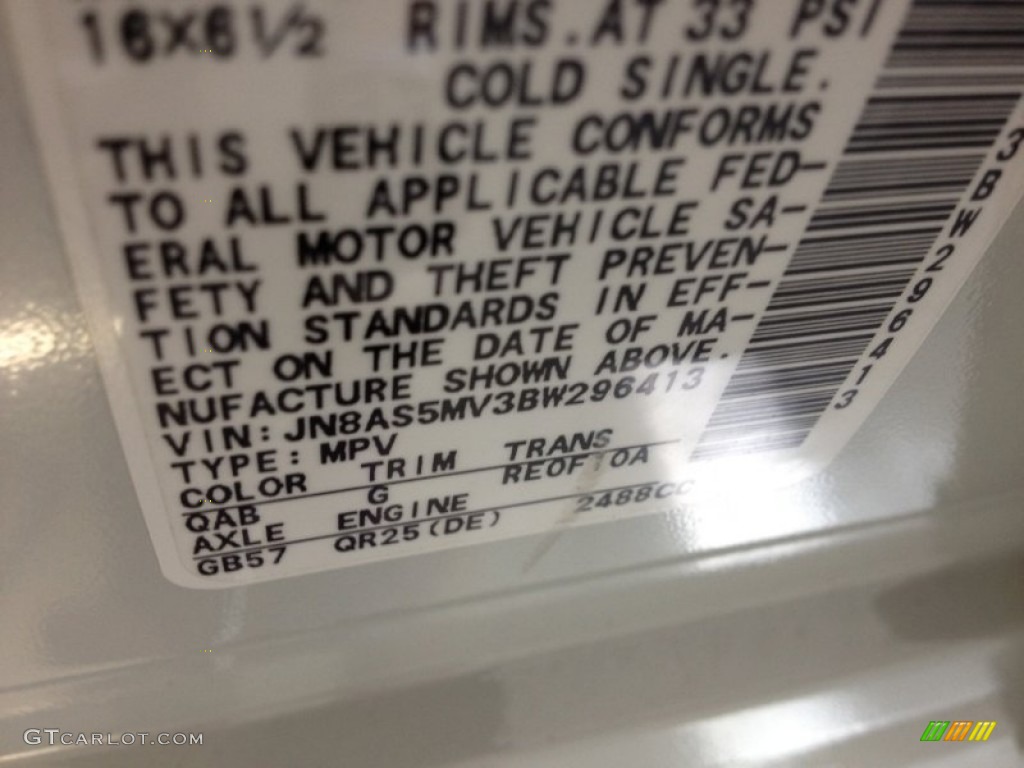 16X6½ RIMS.AT 33 PSI
COLD SINGLE.
THIS VEHICLE CONFORMS
TO ALL APPLICABLE FED-
ERAL MOTOR VEHICLE SA-
FETY AND THEFT PREVEN-
TION STANDARDS IN EFF-
ECT ON THE DATE OF MA-
NUFACTURE SHOWN ABOVE.
VIN: JN8AS5MV3BW296413
TYPE: MPV
COLOR TRIM TRANS
QAB G RE0F10A
AXLE ENGINE
GB57 QR25(DE) 2488CC
3BW296413
GTCARLOT.COM